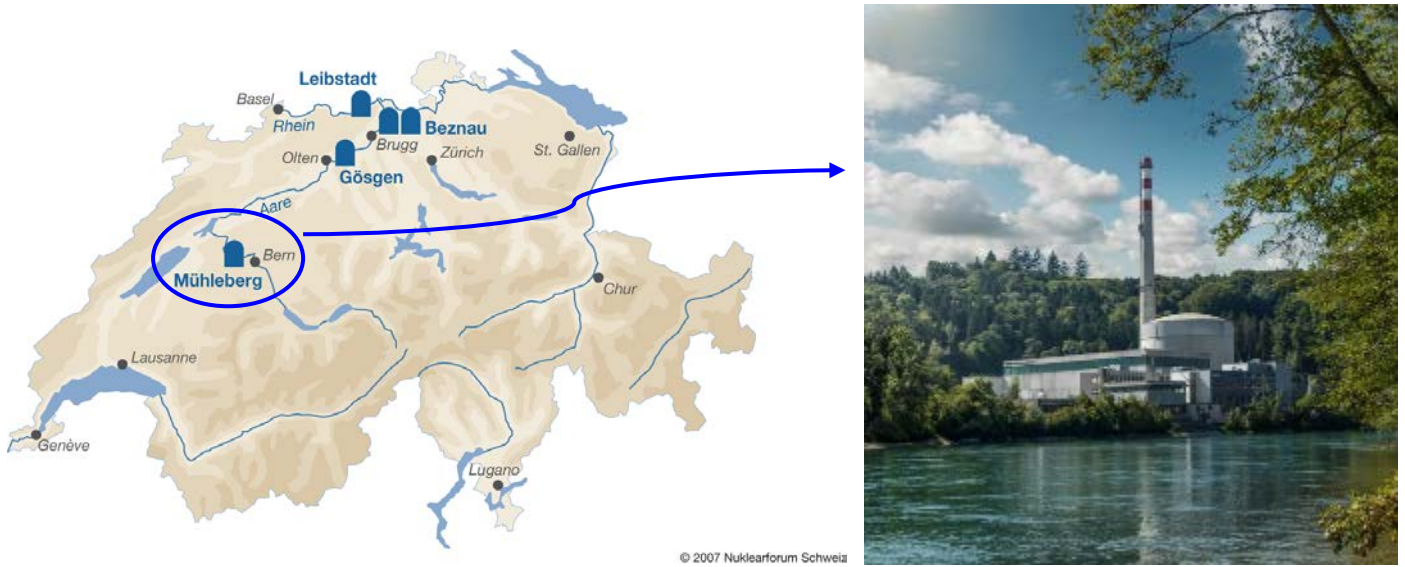 Leibstadt
Basel
Rhein
Beznau
Brugg
Olten
Zürich
St. Gallen
Gösgen
Aare
Bern
Mühleberg
Chur
Lausanne
Genève
Lugano
© 2007 Nuklearforum Schweiz